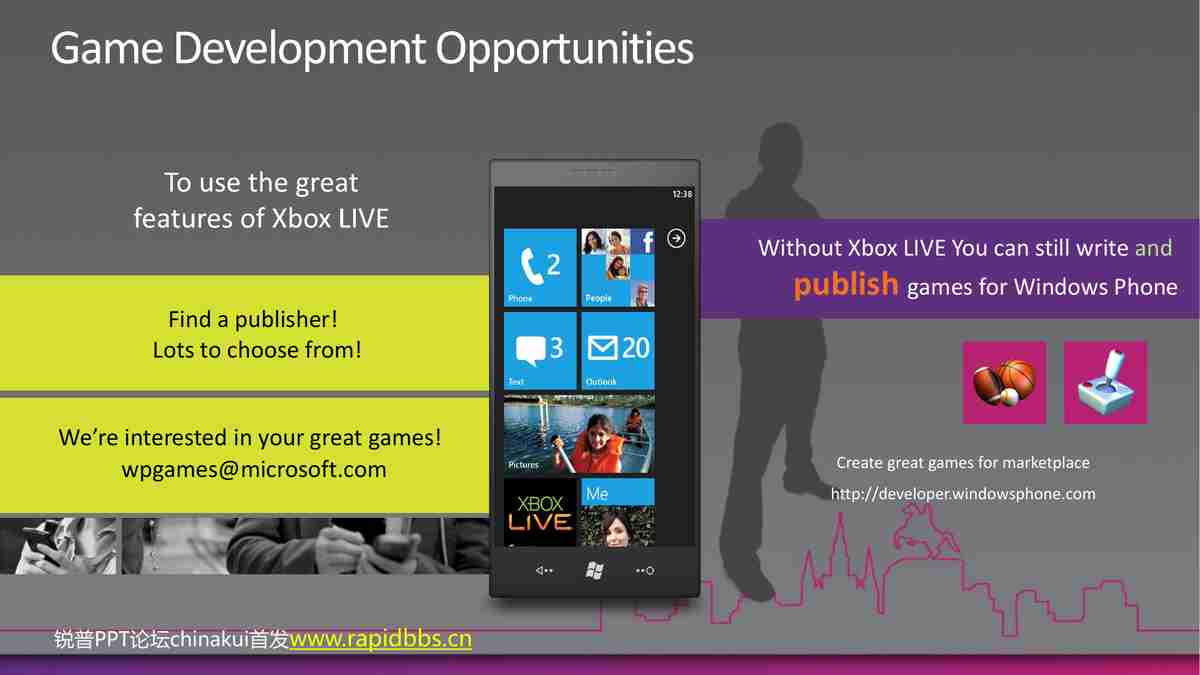 Game Development Opportunities
To use the great
features of Xbox LIVE
Find a publisher!
Lots to choose from!
We’re interested in your great games!
wpgames@microsoft.com
12:38
2
Phone
f
People
3
Text
20
Outlook
Pictures
XBOX
LIVE
Me
Without Xbox LIVE You can still write and
publish games for Windows Phone
Create great games for marketplace
http://developer.windowsphone.com
锐普PPT论坛chinakui首发www.rapidbbs.cn